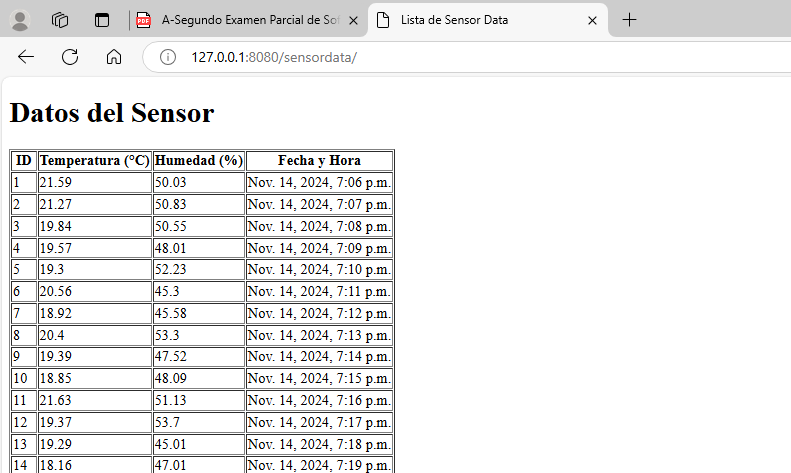 A-Segundo Examen Parcial de Sof
Lista de Sensor Data
127.0.0.1:8080/sensordata/
Datos del Sensor
ID Temperatura (°C) Humedad (%) Fecha y Hora
1 21.59 50.03 Nov. 14, 2024, 7:06 p.m.
2 21.27 50.83 Nov. 14, 2024, 7:07 p.m.
3 19.84 50.55 Nov. 14, 2024, 7:08 p.m.
4 19.57 48.01 Nov. 14, 2024, 7:09 p.m.
5 19.3 52.23 Nov. 14, 2024, 7:10 p.m.
6 20.56 45.3 Nov. 14, 2024, 7:11 p.m.
7 18.92 45.58 Nov. 14, 2024, 7:12 p.m.
8 20.4 53.3 Nov. 14, 2024, 7:13 p.m.
9 19.39 47.52 Nov. 14, 2024, 7:14 p.m.
10 18.85 48.09 Nov. 14, 2024, 7:15 p.m.
11 21.63 51.13 Nov. 14, 2024, 7:16 p.m.
12 19.37 53.7 Nov. 14, 2024, 7:17 p.m.
13 19.29 45.01 Nov. 14, 2024, 7:18 p.m.
14 18.16 47.01 Nov. 14, 2024, 7:19 p.m.